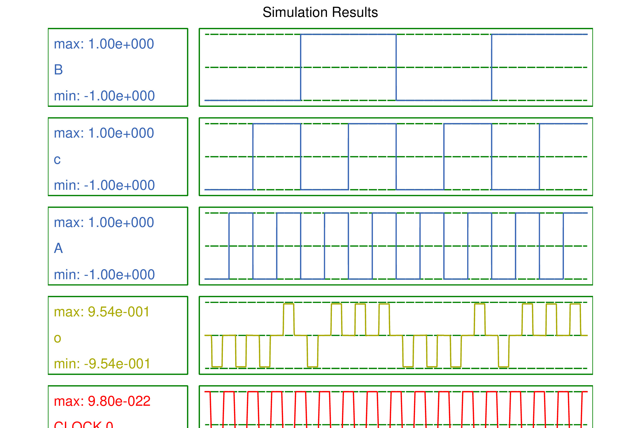 Simulation Results
max: 1.00e+000
B
min: -1.00e+000
max: 1.00e+000
c
min: -1.00e+000
max: 1.00e+000
A
min: -1.00e+000
max: 9.54e-001
o
min: -9.54e-001
max: 9.80e-022
CLOCK 0